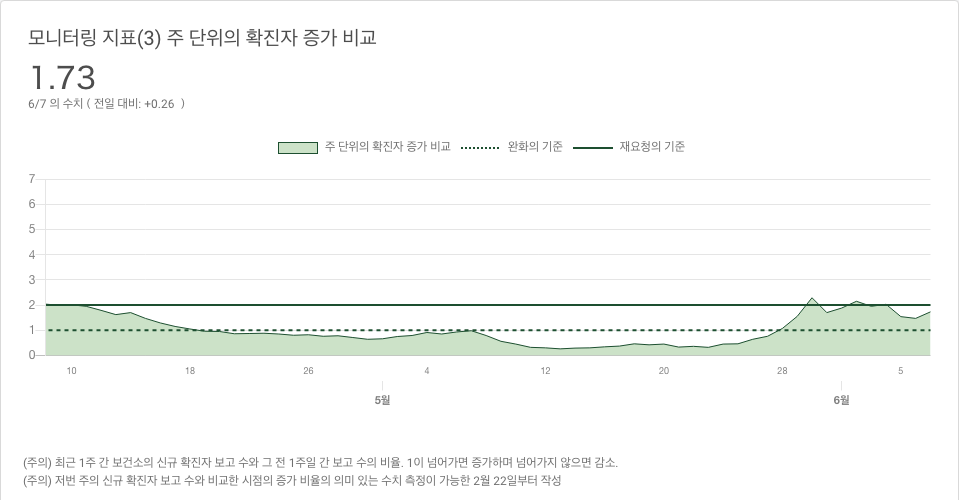 모니터링 지표(3) 주 단위의 확진자 증가 비교
1.73
6/7 의 수치 ( 전일 대비: +0.26 )
주 단위의 확진자 증가 비교 완화의 기준 재요청의 기준
7
6
5
4
3
2
1
0
10 18 26 4 12 20 28 5
5월 6월
(주의) 최근 1주 간 보건소의 신규 확진자 보고 수와 그 전 1주일 간 보고 수의 비율. 1이 넘어가면 증가하며 넘어가지 않으면 감소.
(주의) 저번 주의 신규 확진자 보고 수와 비교한 시점의 증가 비율의 의미 있는 수치 측정이 가능한 2월 22일부터 작성